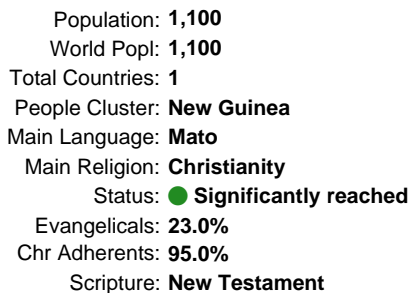 Population: 1,100
World Popl: 1,100
Total Countries: 1
People Cluster: New Guinea
Main Language: Mato
Main Religion: Christianity
Status: Significantly reached
Evangelicals: 23.0%
Chr Adherents: 95.0%
Scripture: New Testament